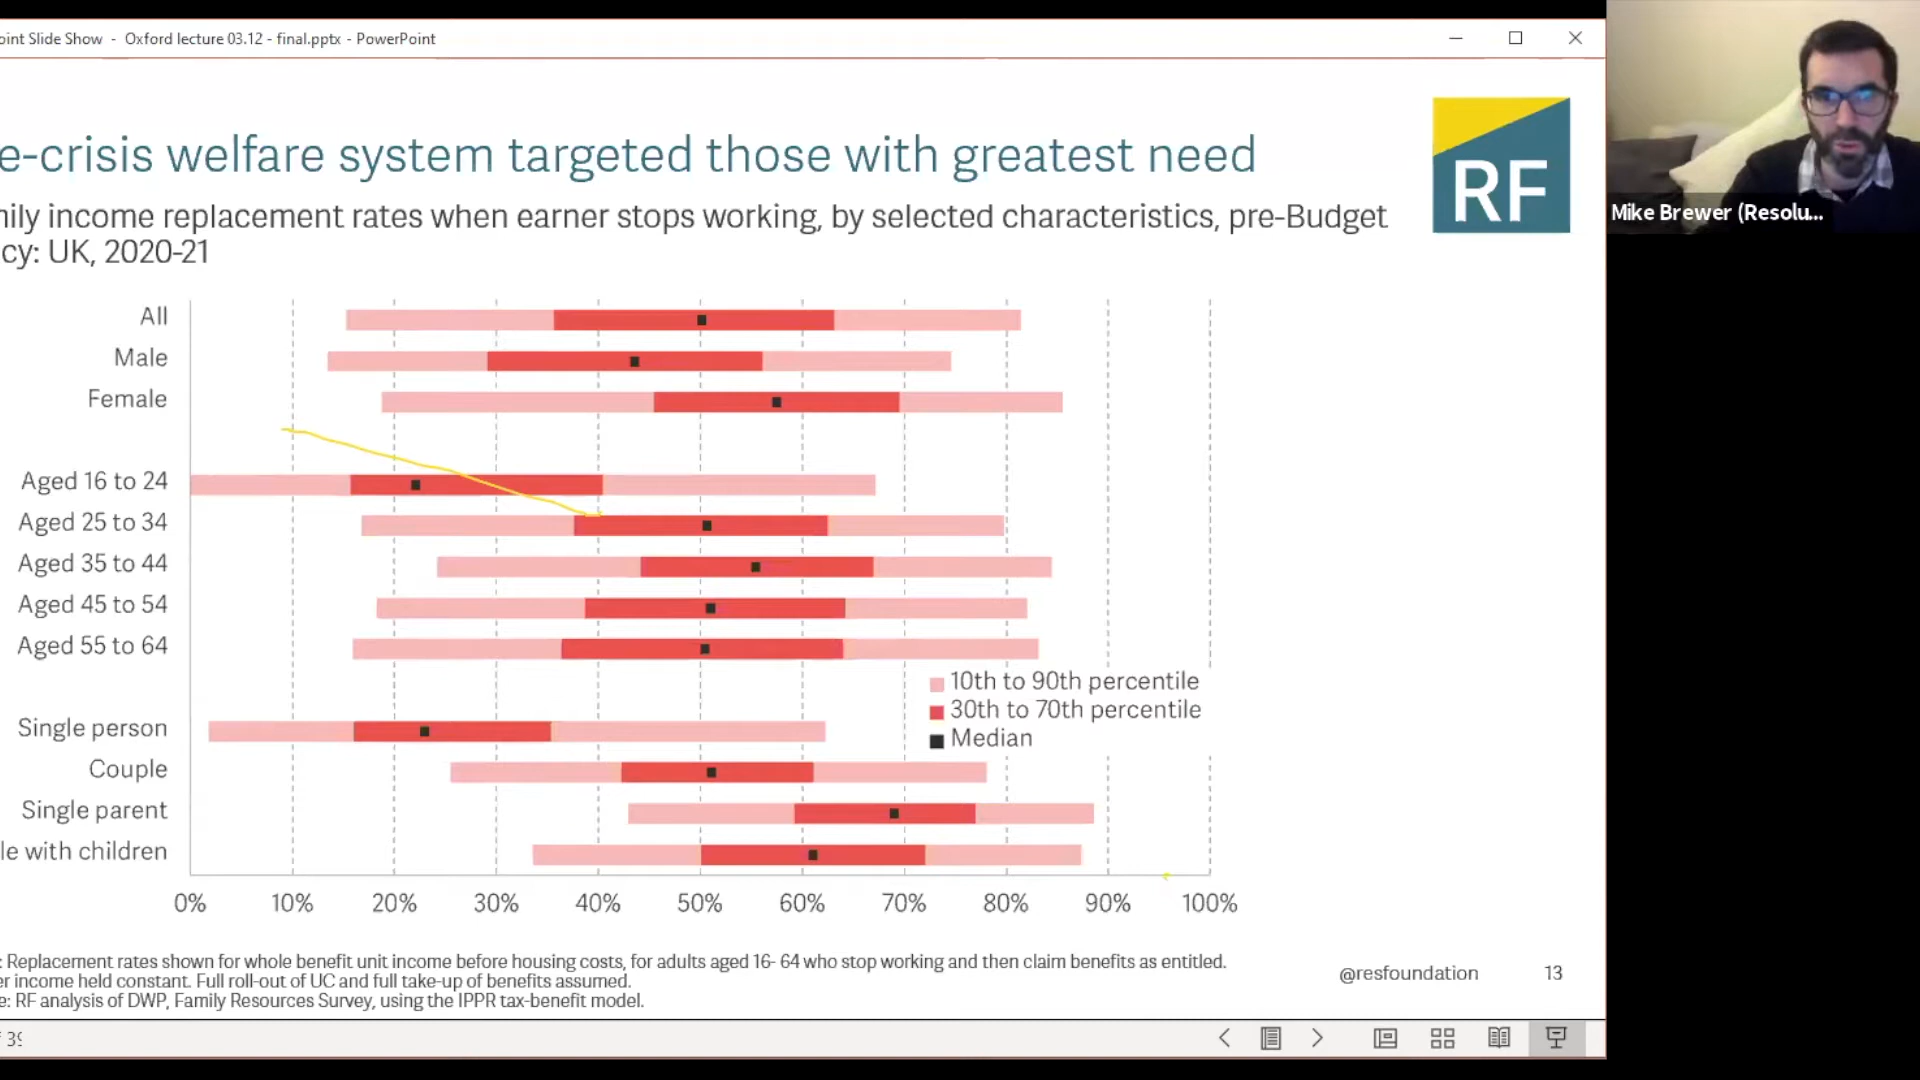 oint Slide Show - Oxford lecture 03.12 - final.pptx - PowerPoint
e-crisis welfare system targeted those with greatest need
RF
Mike Brewer (Resolu...
nily income replacement rates when earner stops working, by selected characteristics, pre-Budget
cy: UK, 2020-21
All
Male
Female
Aged 16 to 24
Aged 25 to 34
Aged 35 to 44
Aged 45 to 54
Aged 55 to 64
10th to 90th percentile
30th to 70th percentile
Median
Single person
Couple
Single parent
le with children
0% 10% 20% 30% 40% 50% 60% 70% 80% 90% 100%
: Replacement rates shown for whole benefit unit income before housing costs, for adults aged 16- 64 who stop working and then claim benefits as entitled.
er income held constant. Full roll-out of UC and full take-up of benefits assumed.
e: RF analysis of DWP, Family Resources Survey, using the IPPR tax-benefit model.
@resfoundation 13
f 39